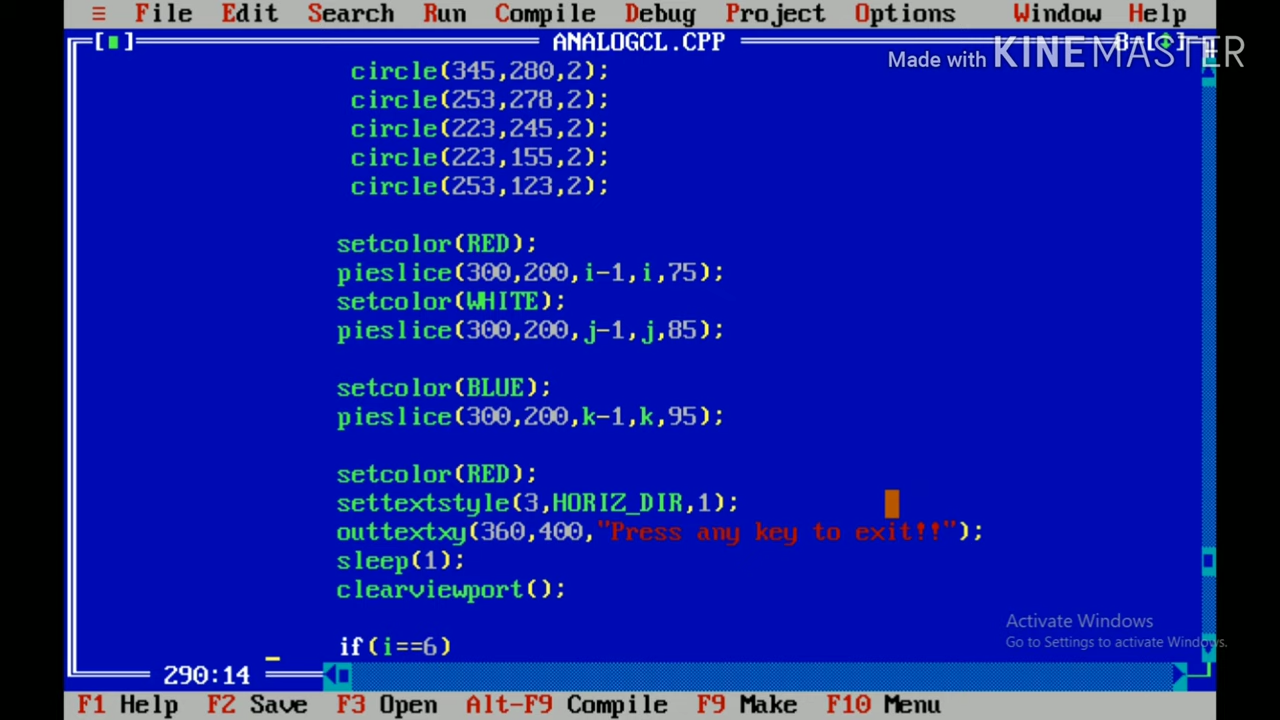 ≡ File Edit Search Run Compile Debug Project Options Window Help
[■] ANALOGCL.CPP 8=[↕]
Made with KINEMASTER
circle(345,280,2);
circle(253,278,2);
circle(223,245,2);
circle(223,155,2);
circle(253,123,2);
setcolor(RED);
pieslice(300,200,i-1,i,75);
setcolor(WHITE);
pieslice(300,200,j-1,j,85);
setcolor(BLUE);
pieslice(300,200,k-1,k,95);
setcolor(RED);
settextstyle(3,HORIZ_DIR,1);
outtextxy(360,400,"Press any key to exit!!");
sleep(1);
clearviewport();
if(i==6)
Activate Windows
Go to Settings to activate Windows.
290:14
F1 Help F2 Save F3 Open Alt-F9 Compile F9 Make F10 Menu